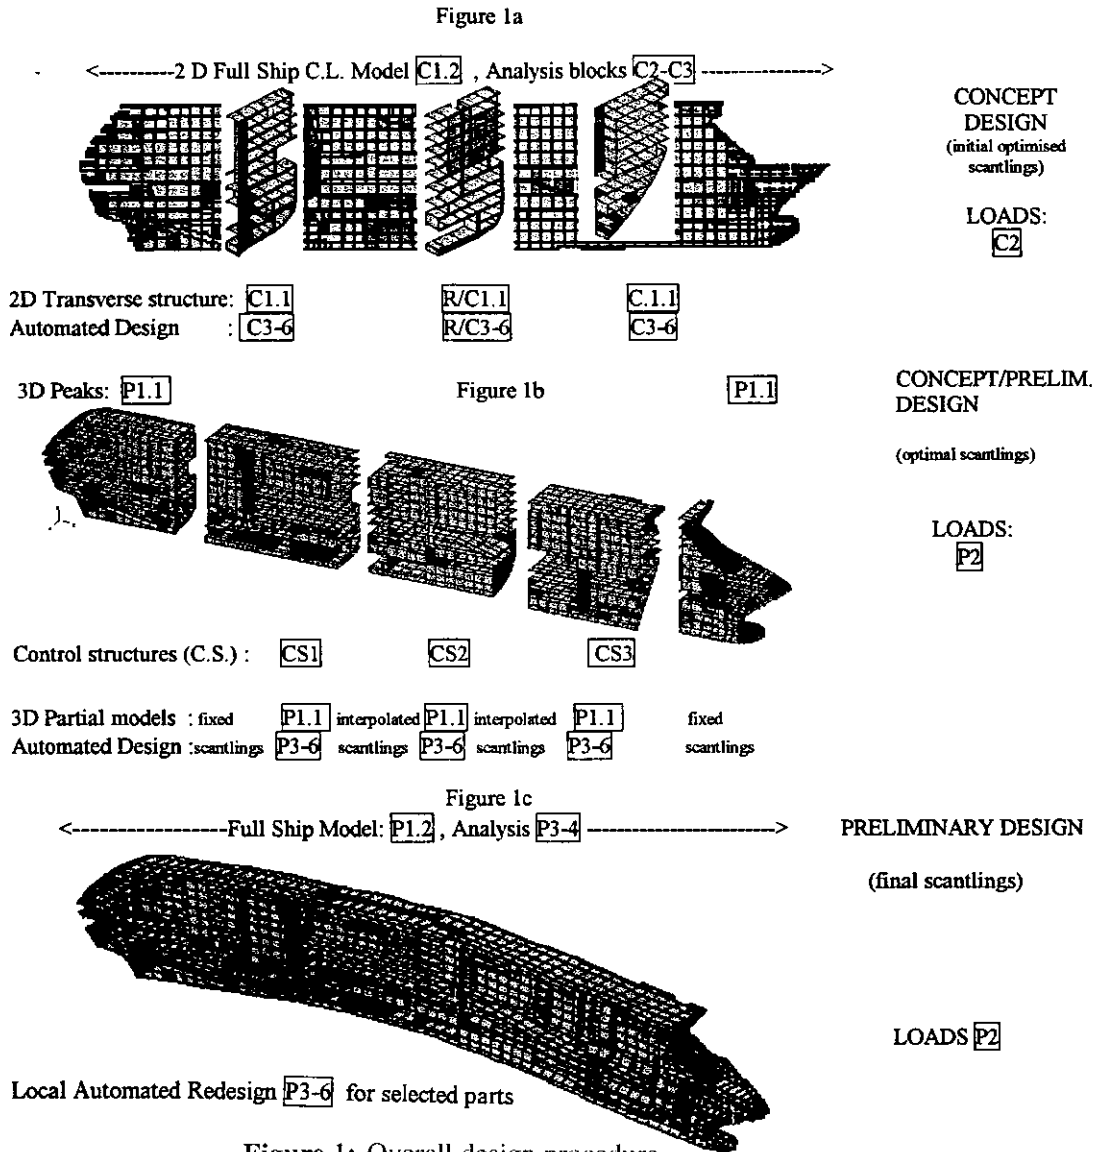 Figure 1a
<----------2 D Full Ship C.L. Model C1.2 , Analysis blocks C2-C3 ------------->
CONCEPT
DESIGN
(initial optimised
scantlings)
LOADS:
C2
2D Transverse structure: C1.1 R/C1.1 C.1.1
Automated Design : C3-6 R/C3-6 C3-6
3D Peaks: P1.1 Figure 1b P1.1
CONCEPT/PRELIM.
DESIGN
(optimal scantlings)
LOADS:
P2
Control structures (C.S.) : CS1 CS2 CS3
3D Partial models : fixed P1.1 interpolated P1.1 interpolated P1.1 fixed
Automated Design :scantlings P3-6 scantlings P3-6 scantlings P3-6 scantlings
Figure 1c
<-----------------Full Ship Model: P1.2 , Analysis P3-4 --------------------->
PRELIMINARY DESIGN
(final scantlings)
LOADS P2
Local Automated Redesign P3-6 for selected parts
Figure 1: Overall design procedure